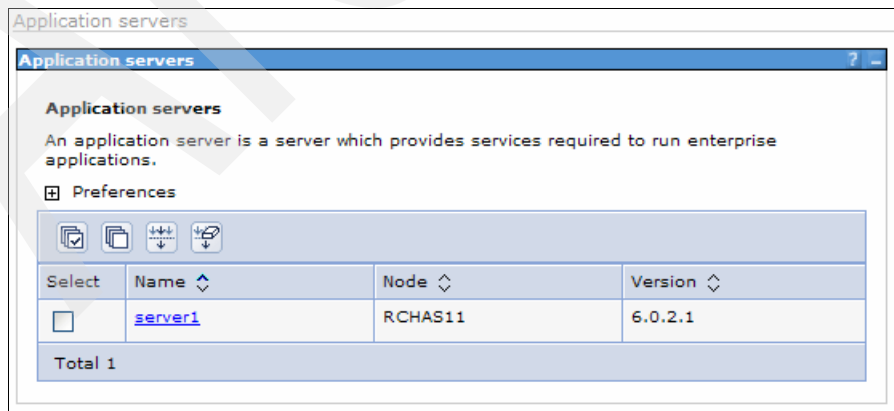 Application servers
Application servers ? _
Application servers
An application server is a server which provides services required to run enterprise
applications.
Preferences
Select Name Node Version
server1 RCHAS11 6.0.2.1
Total 1